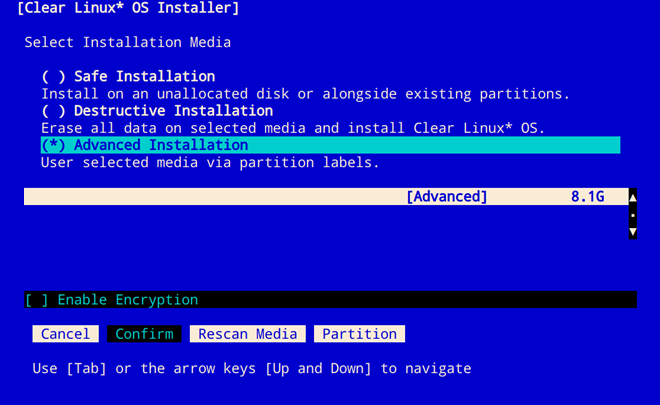 [Clear Linux* OS Installer]
Select Installation Media
( ) Safe Installation
Install on an unallocated disk or alongside existing partitions.
( ) Destructive Installation
Erase all data on selected media and install Clear Linux* OS.
(*) Advanced Installation
User selected media via partition labels.
[Advanced] 8.1G
[ ] Enable Encryption
Cancel Confirm Rescan Media Partition
Use [Tab] or the arrow keys [Up and Down] to navigate